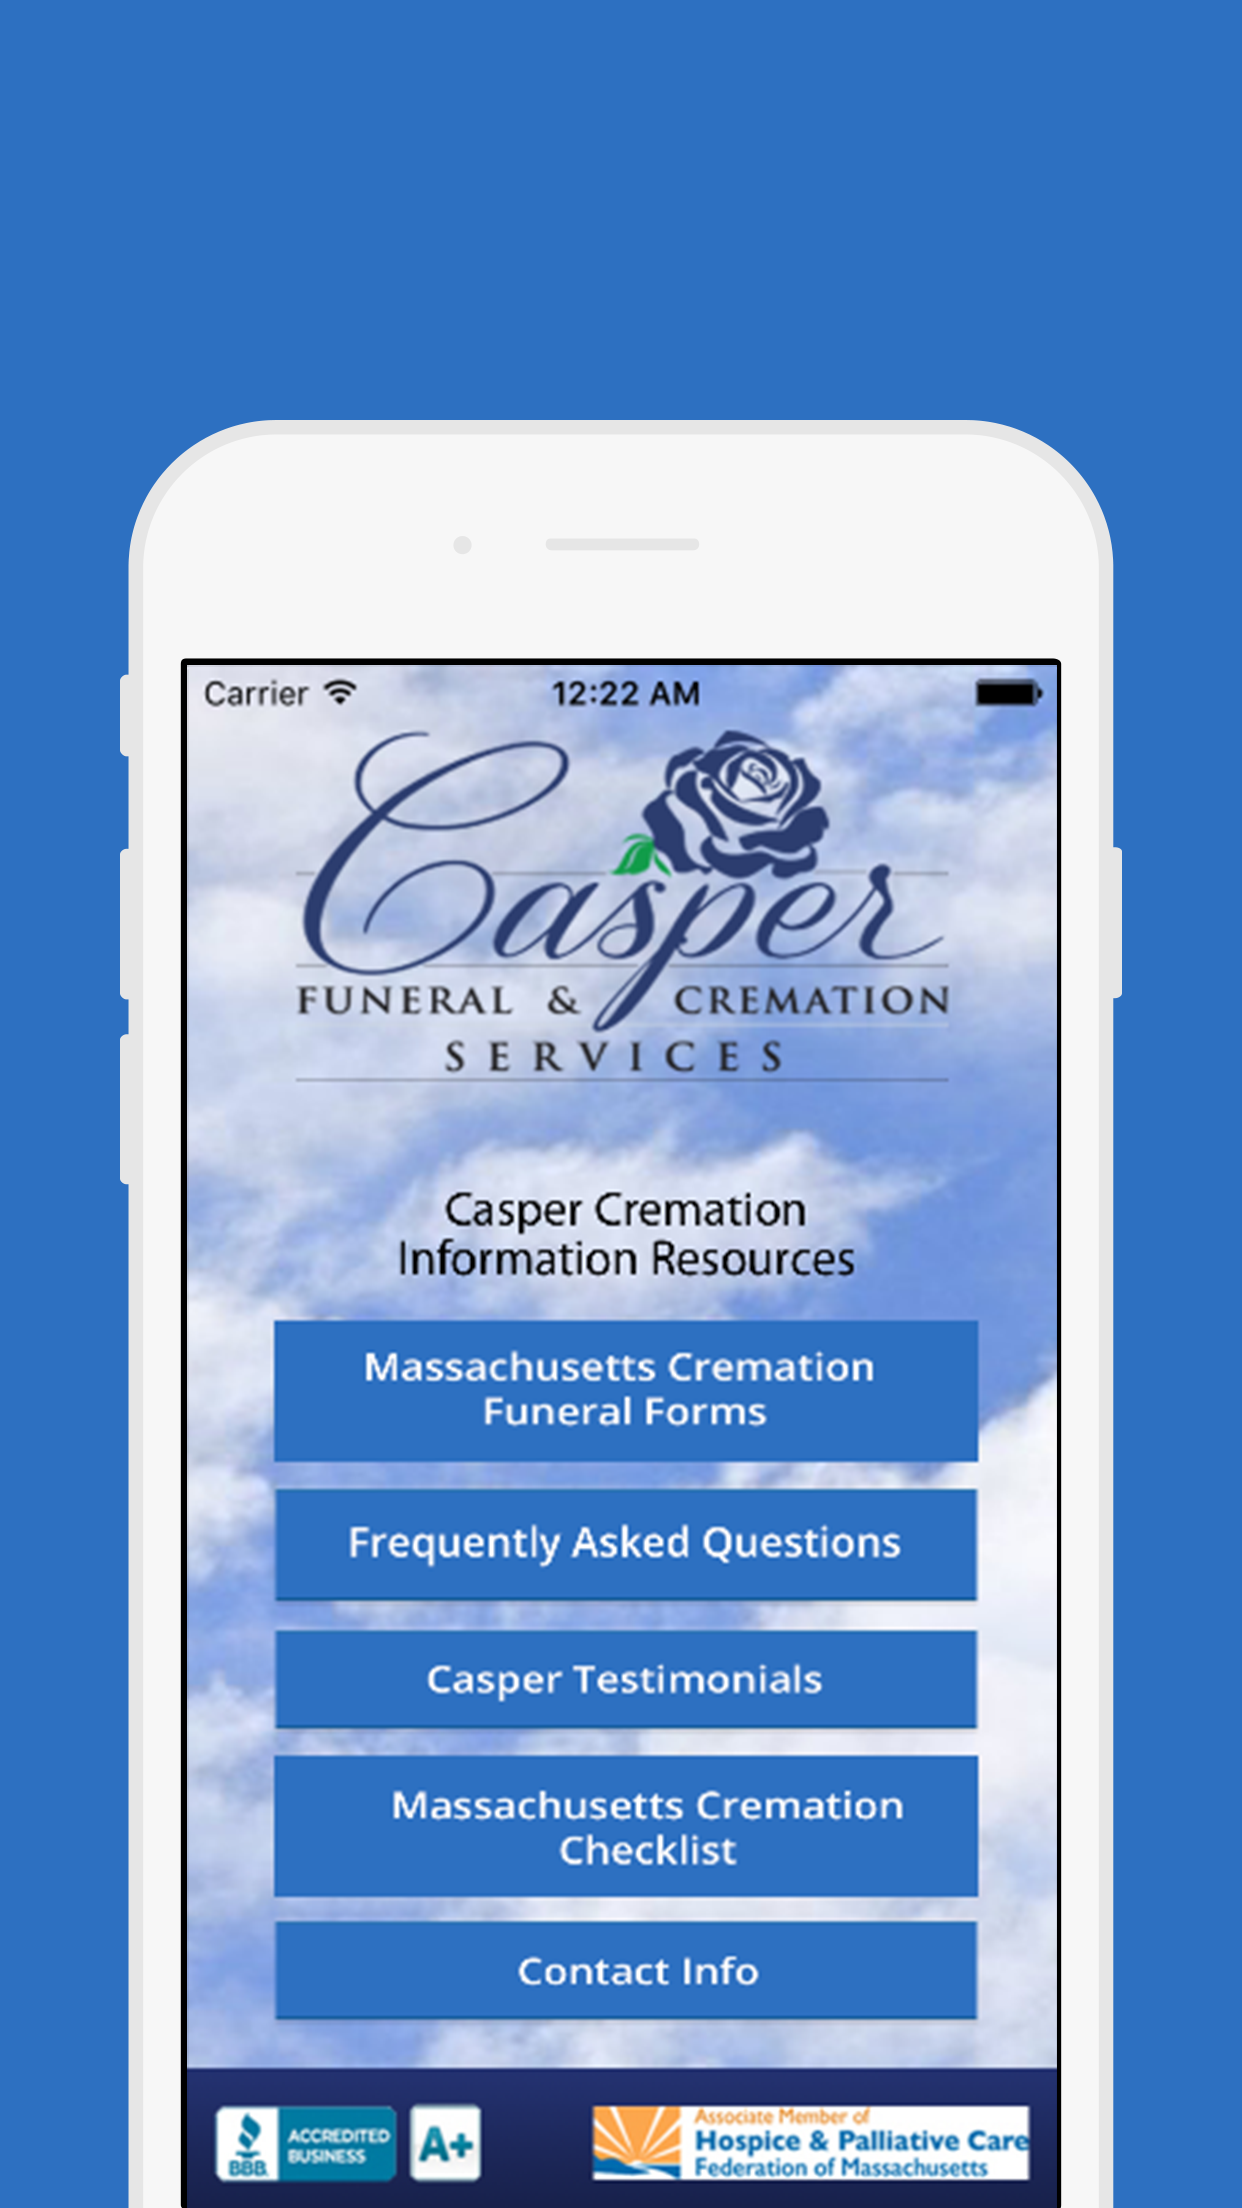 Carrier 12:22 AM
Casper
FUNERAL & CREMATION
SERVICES
Casper Cremation
Information Resources
Massachusetts Cremation
Funeral Forms
Frequently Asked Questions
Casper Testimonials
Massachusetts Cremation
Checklist
Contact Info
BBB.
ACCREDITED
BUSINESS
A+
Associate Member of
Hospice & Palliative Care
Federation of Massachusetts